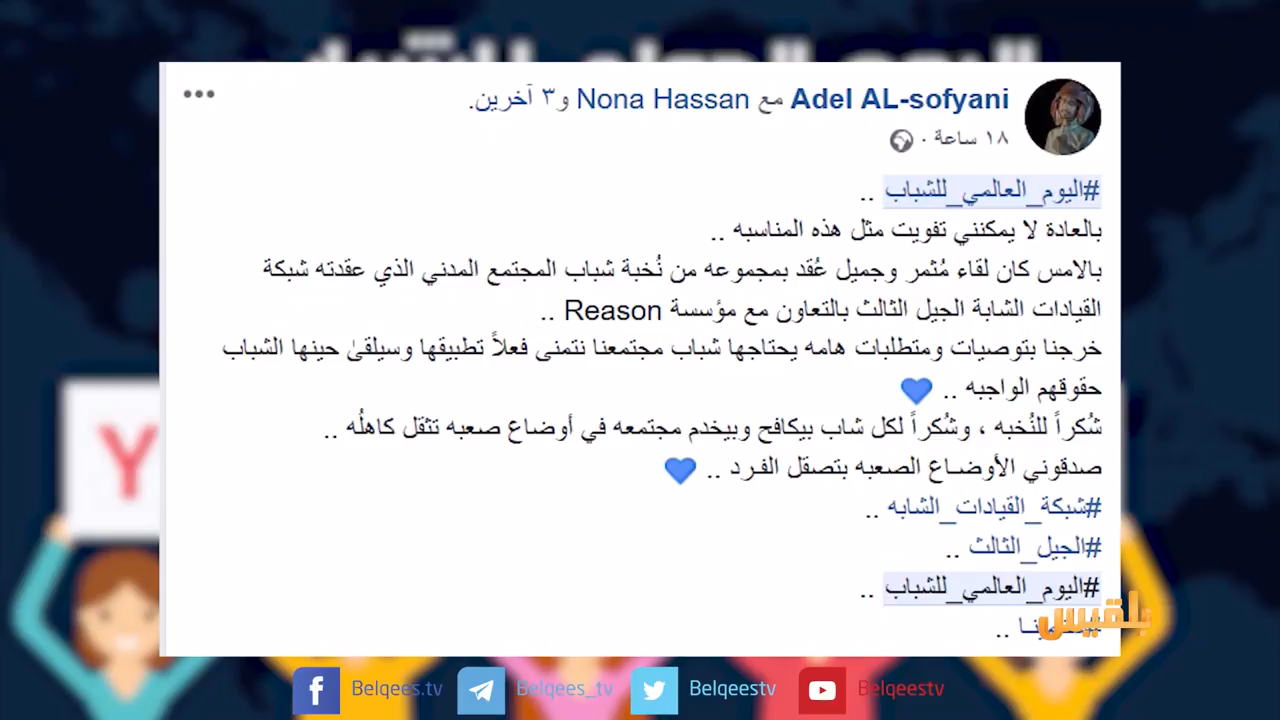 Adel AL-sofyani مع Nona Hassan و٣ آخرين.
١٨ ساعة ·
#اليوم_العالمي_للشباب ..
بالعادة لا يمكنني تفويت مثل هذه المناسبه ..
بالامس كان لقاء مُثمر وجميل عُقد بمجموعه من نُخبة شباب المجتمع المدني الذي عقدته شبكة
القيادات الشابة الجيل الثالث بالتعاون مع مؤسسة Reason ..
خرجنا بتوصيات ومتطلبات هامه يحتاجها شباب مجتمعنا نتمنى فعلاً تطبيقها وسيلقىٰ حينها الشباب
حقوقهم الواجبه .. 💙
شُكراً للنُخبه ، وشُكراً لكل شاب بيكافح وبيخدم مجتمعه في أوضاع صعبه تثقل كاهلُه ..
صدقوني الأوضـاع الصعبه بتصقل الفـرد .. 💙
#شبكة_القيادات_الشابه ..
#الجيل_الثالث ..
#اليوم_العالمي_للشباب ..
بلقيس
Y
Belqees.tv
Belqees_tv
Belqeestv
Belqeestv